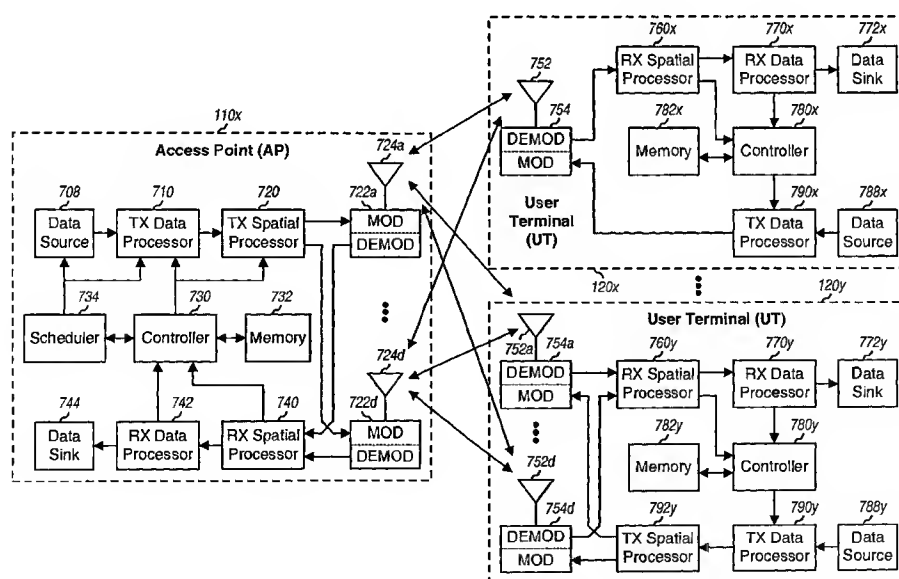 110x
Access Point (AP)
724a
708
710
720
722a
Data
Source
TX Data
Processor
TX Spatial
Processor
MOD
DEMOD
734
730
732
Scheduler
Controller
Memory
724d
744
742
740
722d
Data
Sink
RX Data
Processor
RX Spatial
Processor
MOD
DEMOD
760x
770x
772x
752
RX Spatial
Processor
RX Data
Processor
Data
Sink
754
782x
780x
DEMOD
MOD
Memory
Controller
User
Terminal
(UT)
790x
788x
TX Data
Processor
Data
Source
120x
120y
User Terminal (UT)
752a
754a
760y
770y
772y
DEMOD
MOD
RX Spatial
Processor
RX Data
Processor
Data
Sink
782y
780y
Memory
Controller
752d
754d
792y
790y
788y
DEMOD
MOD
TX Spatial
Processor
TX Data
Processor
Data
Source